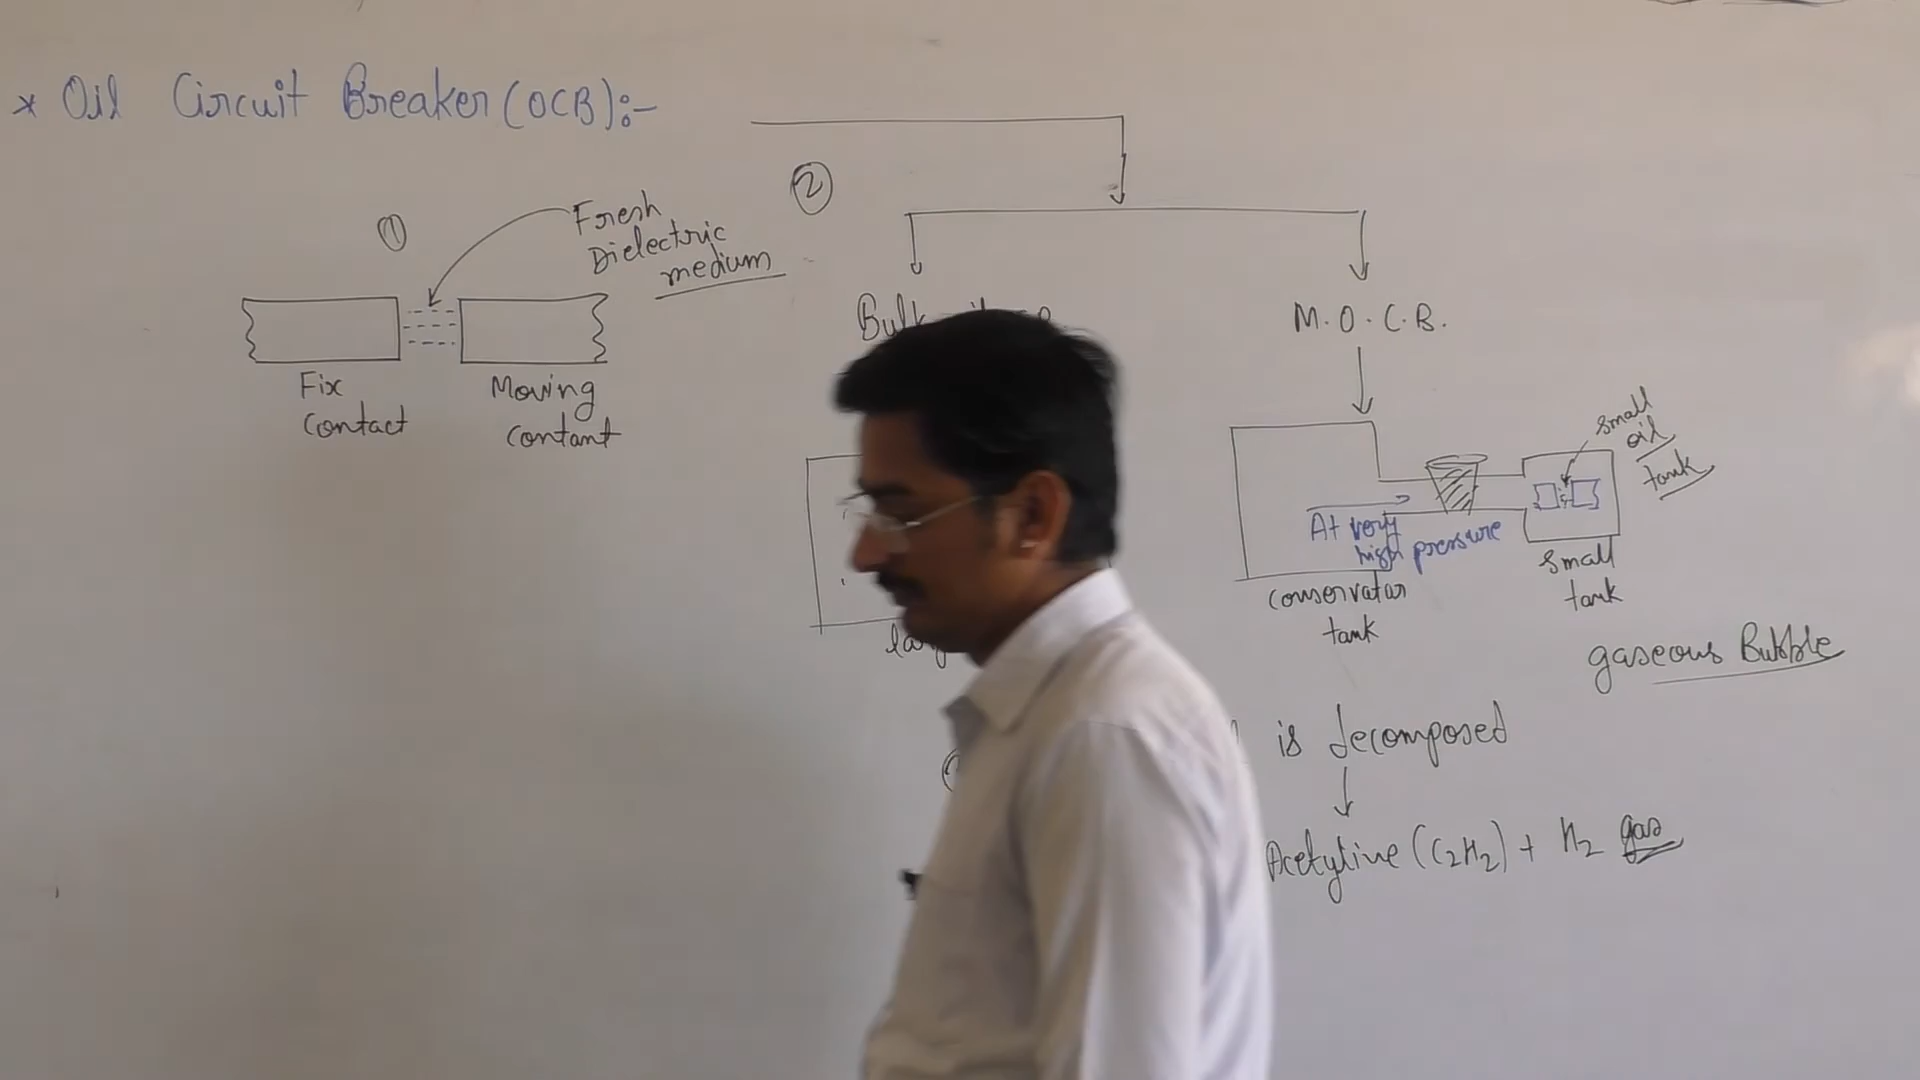 * Oil Circuit Breaker (OCB):-
①
Fresh
Dielectric
medium
Fix
Contact
Moving
Contant
②
M.O.C.B.
small
oil
tank
At very
high pressure
Conservatar
tank
small
tank
gaseous Bubble
is decomposed
Acetyline (C₂H₂) + H₂ gas